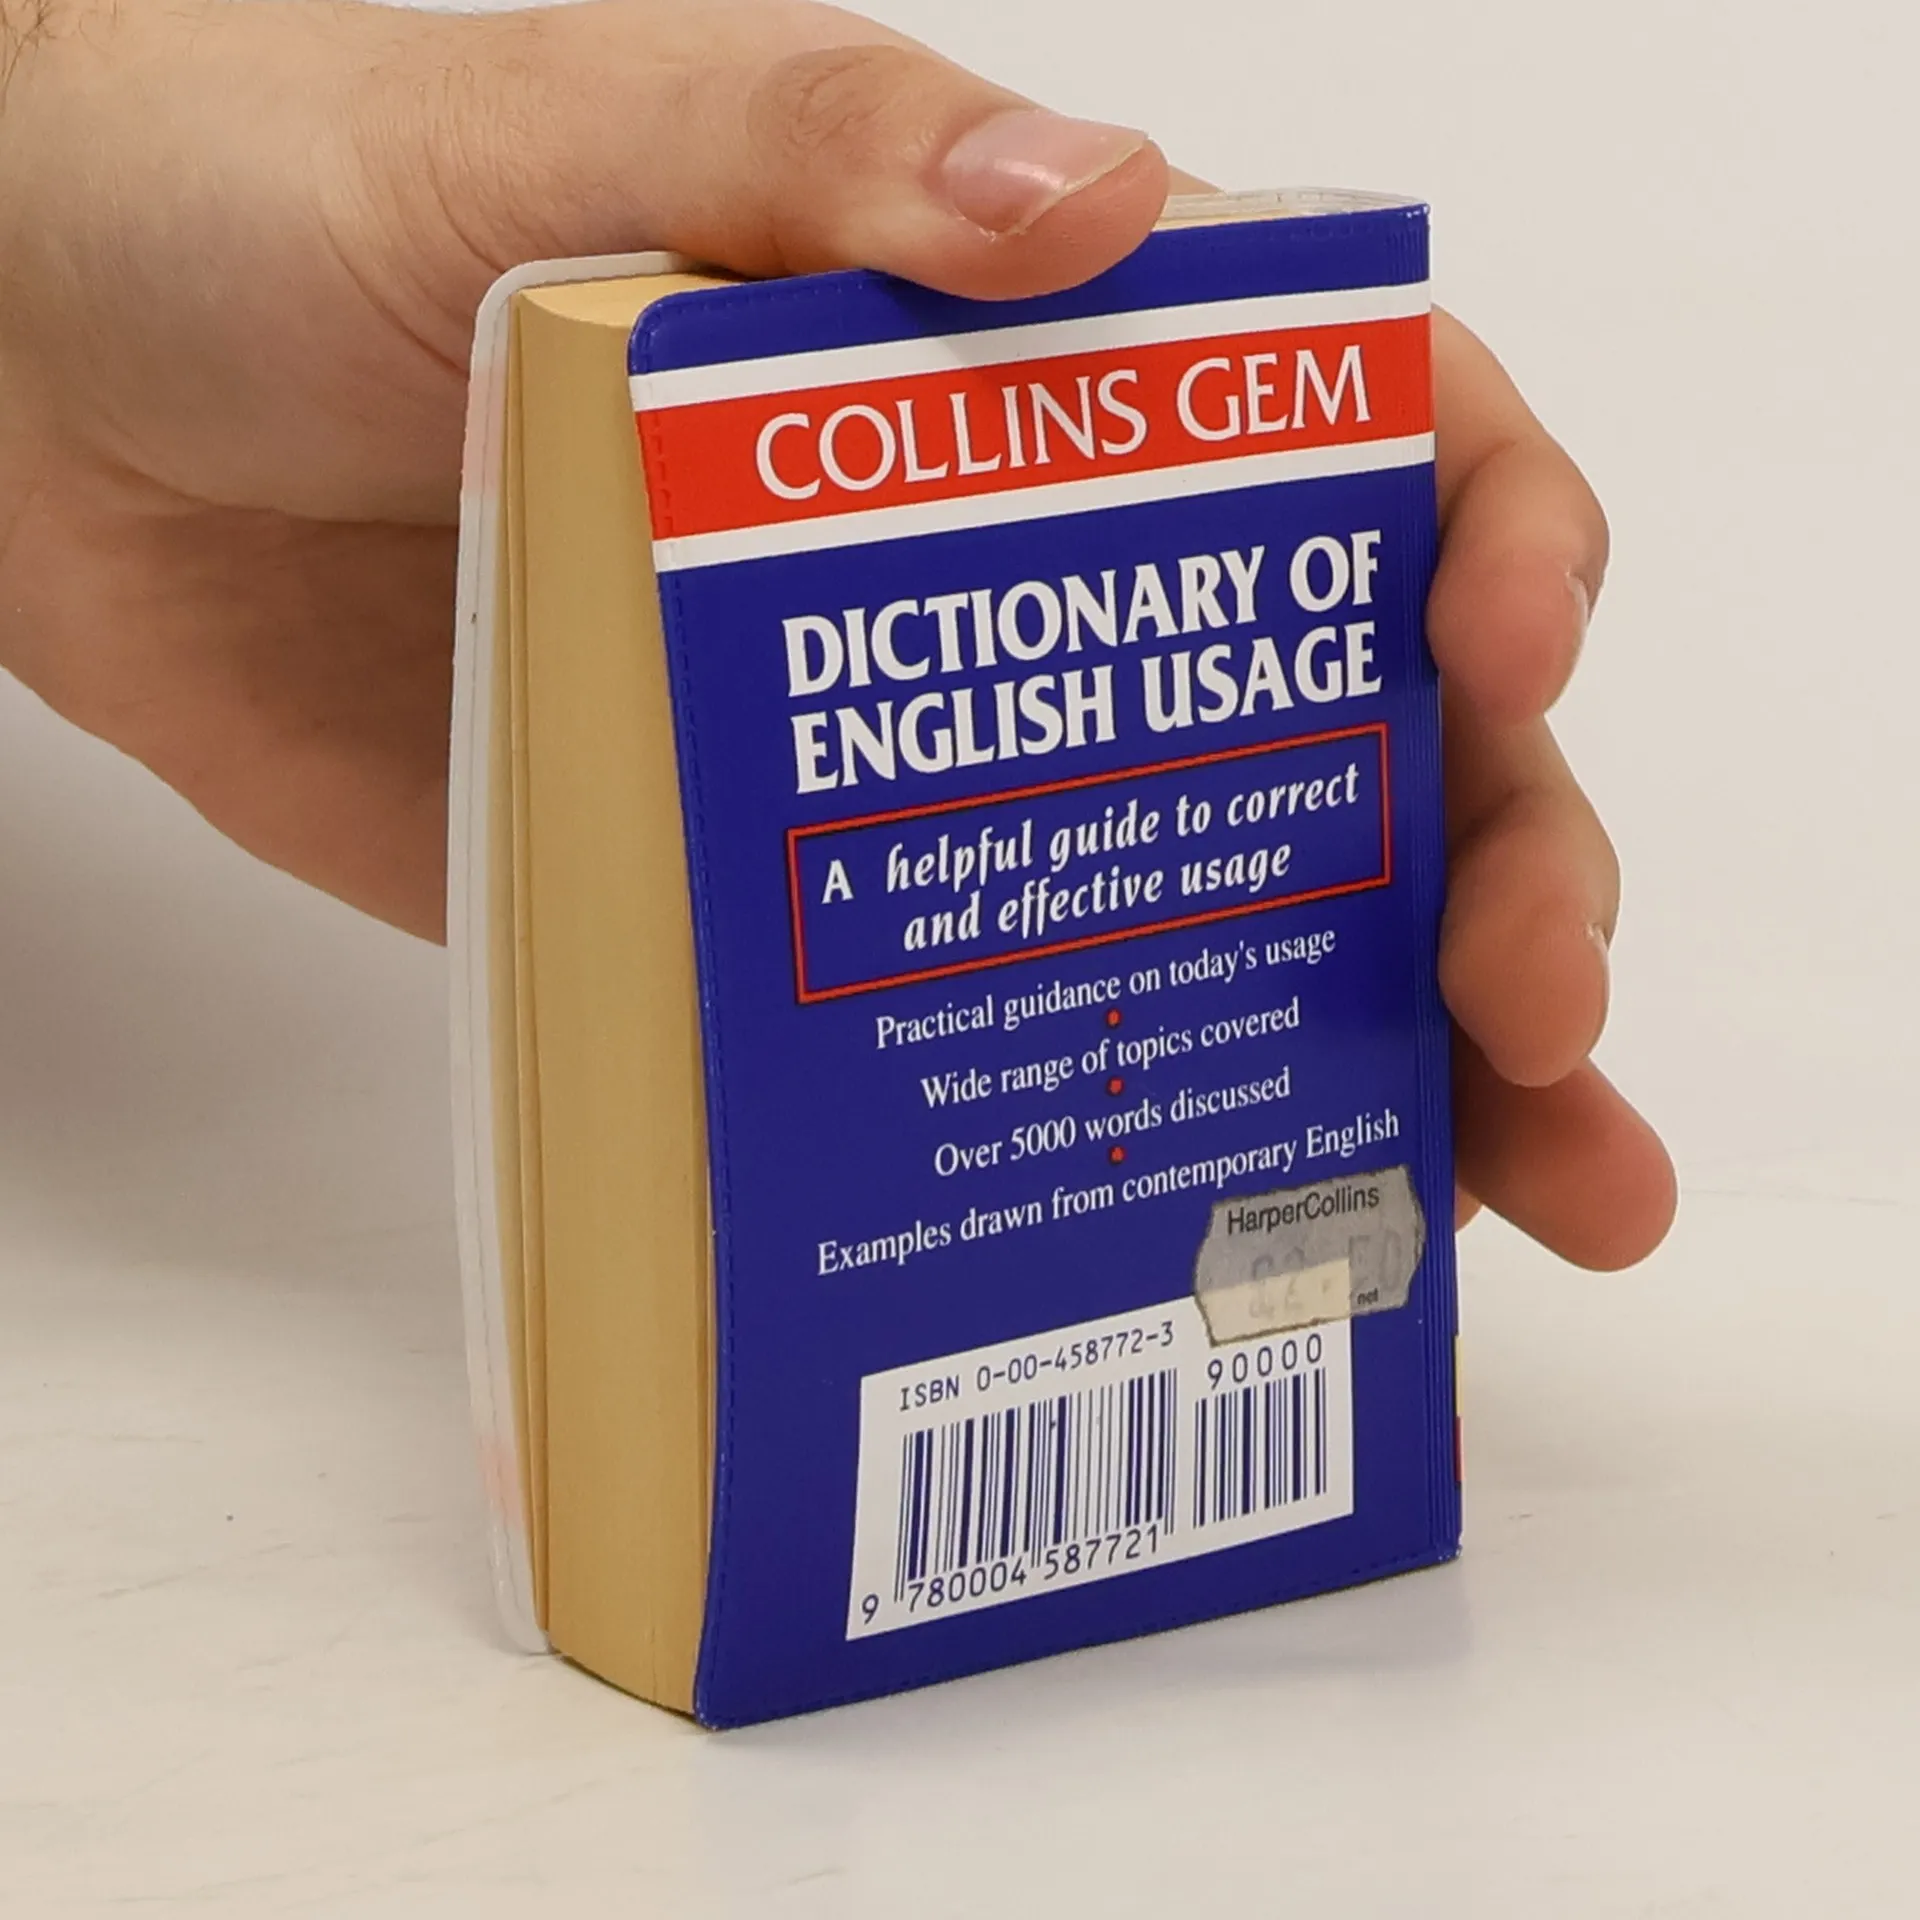 COLLINS GEM
DICTIONARY OF
ENGLISH USAGE
A helpful guide to correct
and effective usage
Practical guidance on today's usage
Wide range of topics covered
Over 5000 words discussed
Examples drawn from contemporary English
HarperCollins
£2.50
net
ISBN 0-00-458772-3
90000
9 780004 587721